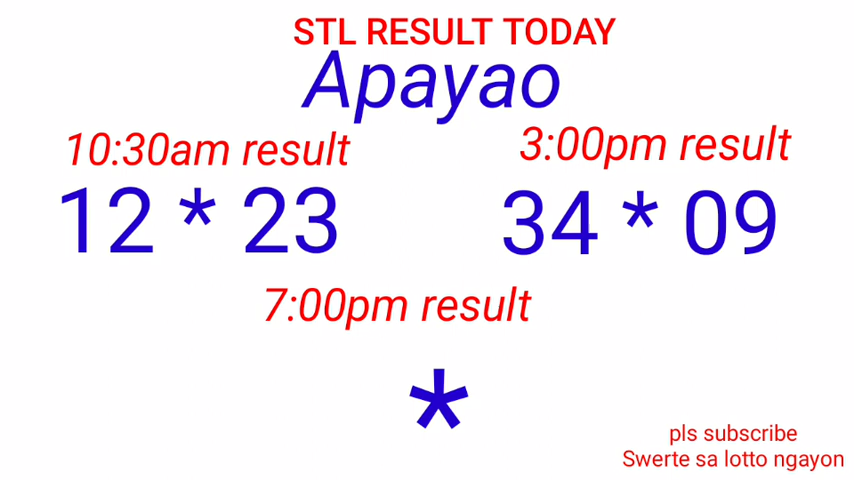 STL RESULT TODAY
Apayao
10:30am result
12 * 23
3:00pm result
34 * 09
7:00pm result
*
pls subscribe
Swerte sa lotto ngayon